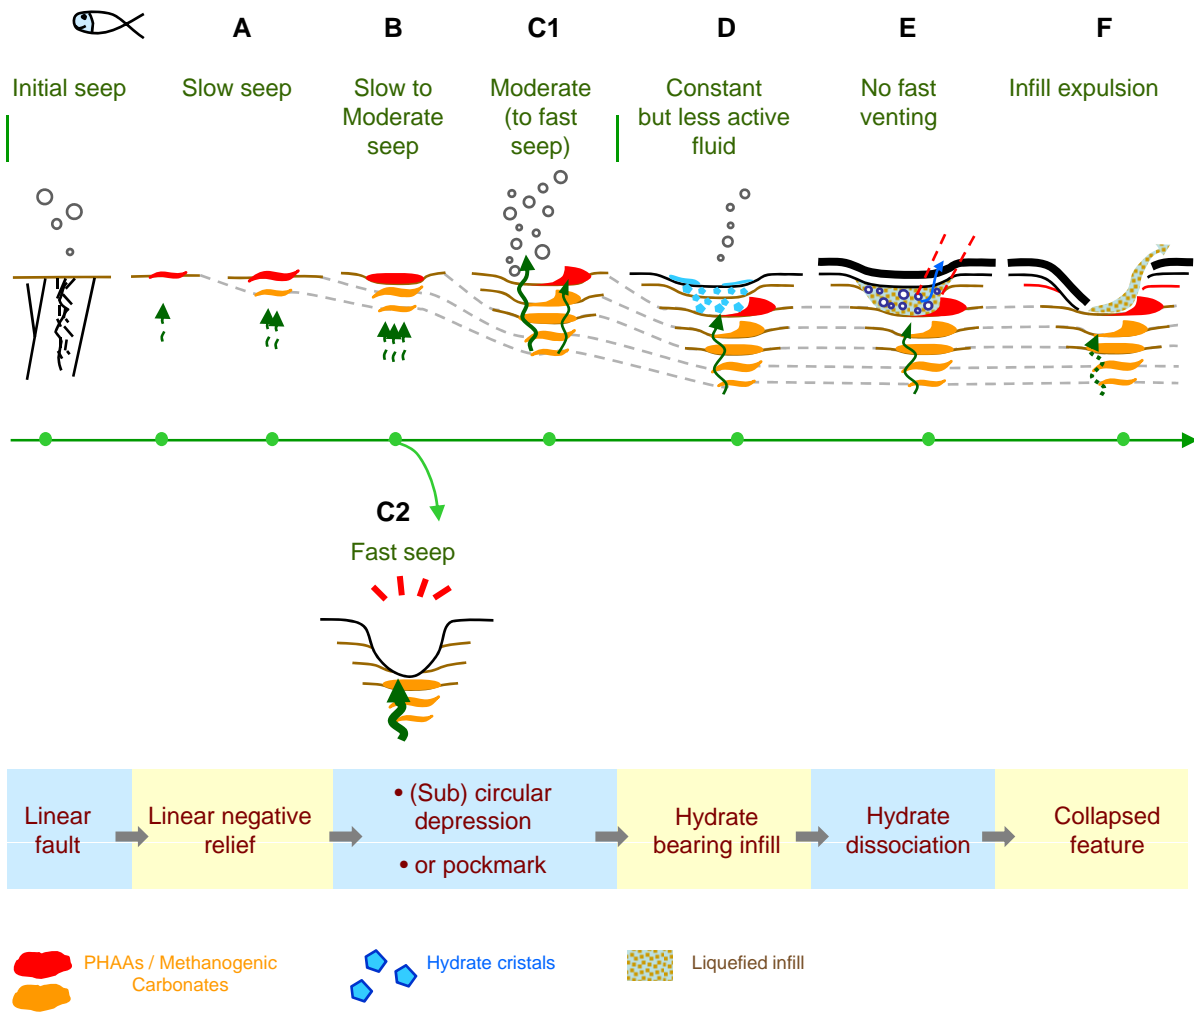 A
B
C1
D
E
F
Initial seep
Slow seep
Slow to
Moderate
seep
Moderate
(to fast
seep)
Constant
but less active
fluid
No fast
venting
Infill expulsion
C2
Fast seep
Linear
fault
Linear negative
relief
• (Sub) circular
depression
• or pockmark
Hydrate
bearing infill
Hydrate
dissociation
Collapsed
feature
PHAAs / Methanogenic
Carbonates
Hydrate cristals
Liquefied infill